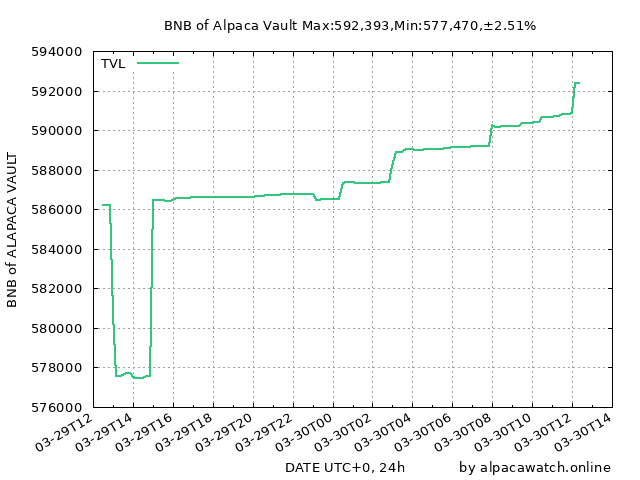 BNB of Alpaca Vault Max:592,393,Min:577,470,±2.51%
TVL
594000
592000
590000
588000
586000
584000
582000
580000
578000
576000
BNB of ALAPACA VAULT
03-29T12
03-29T14
03-29T16
03-29T18
03-29T20
03-29T22
03-30T00
03-30T02
03-30T04
03-30T06
03-30T08
03-30T10
03-30T12
03-30T14
DATE UTC+0, 24h
by alpacawatch.online